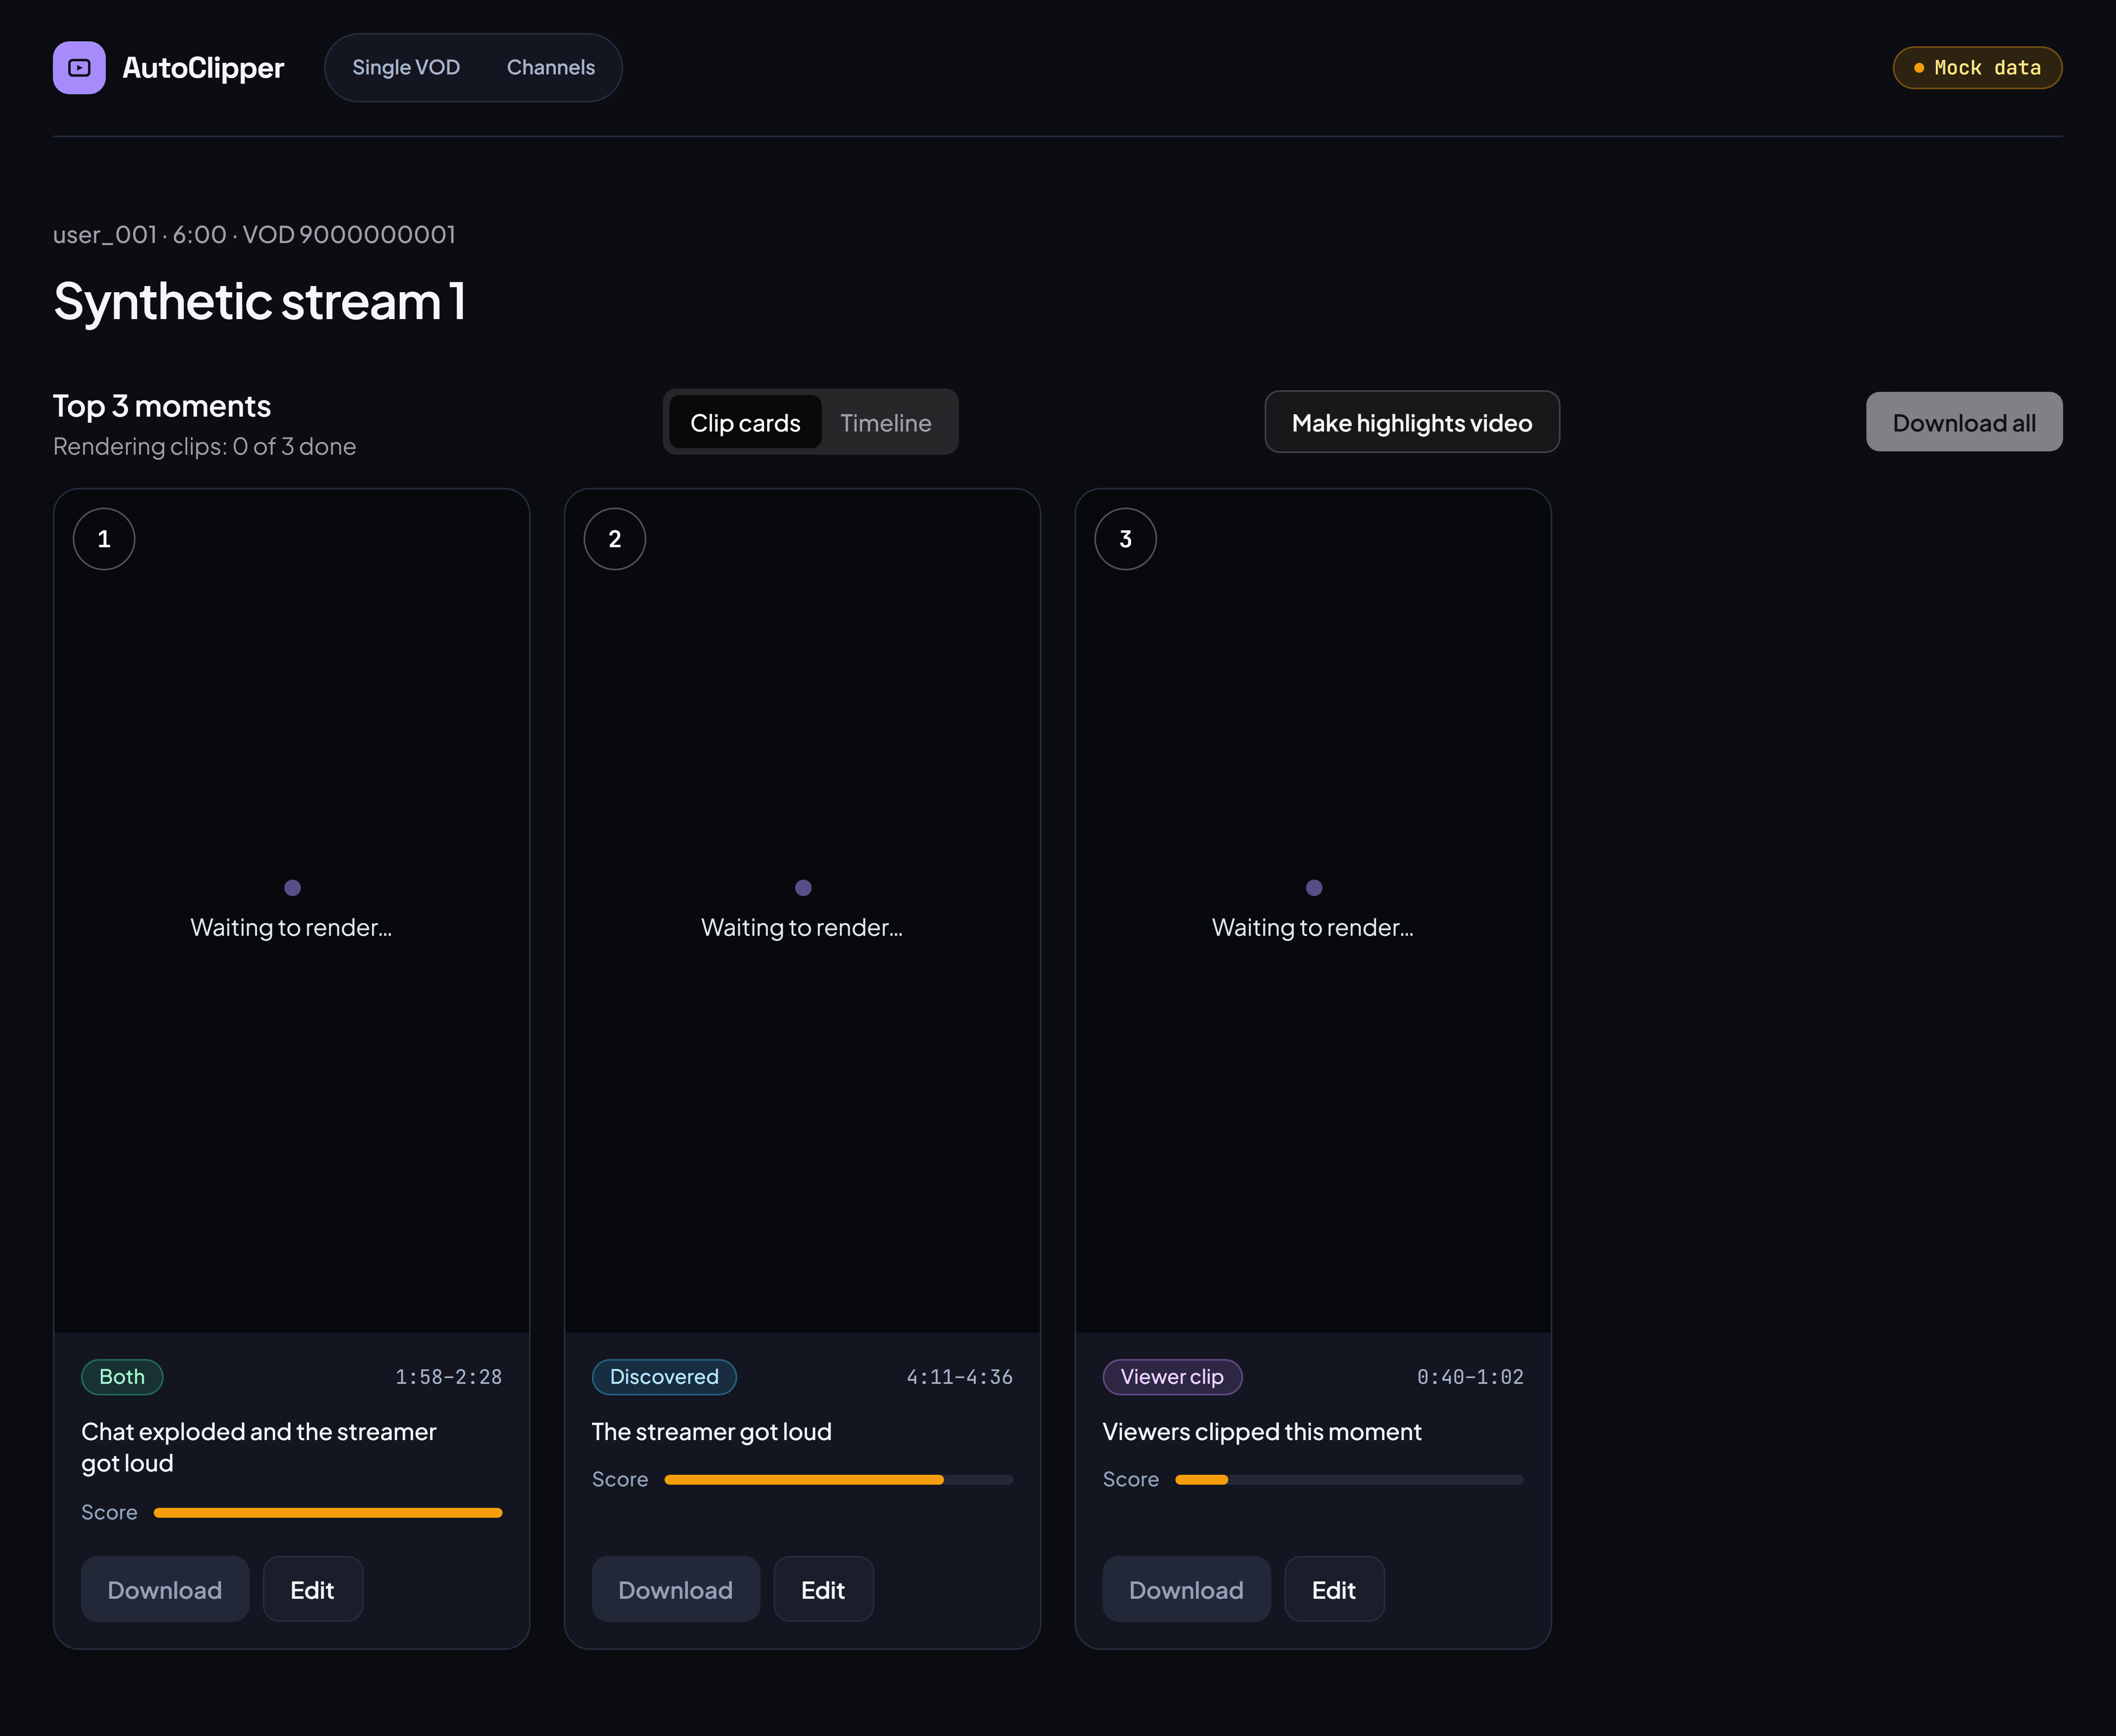 AutoClipper
Single VOD
Channels
Mock data
user_001 · 6:00 · VOD 9000000001
Synthetic stream 1
Top 3 moments
Rendering clips: 0 of 3 done
Clip cards
Timeline
Make highlights video
Download all
1
Waiting to render...
Both
1:58–2:28
Chat exploded and the streamer
got loud
Score
Download
Edit
2
Waiting to render...
Discovered
4:11–4:36
The streamer got loud
Score
Download
Edit
3
Waiting to render...
Viewer clip
0:40–1:02
Viewers clipped this moment
Score
Download
Edit